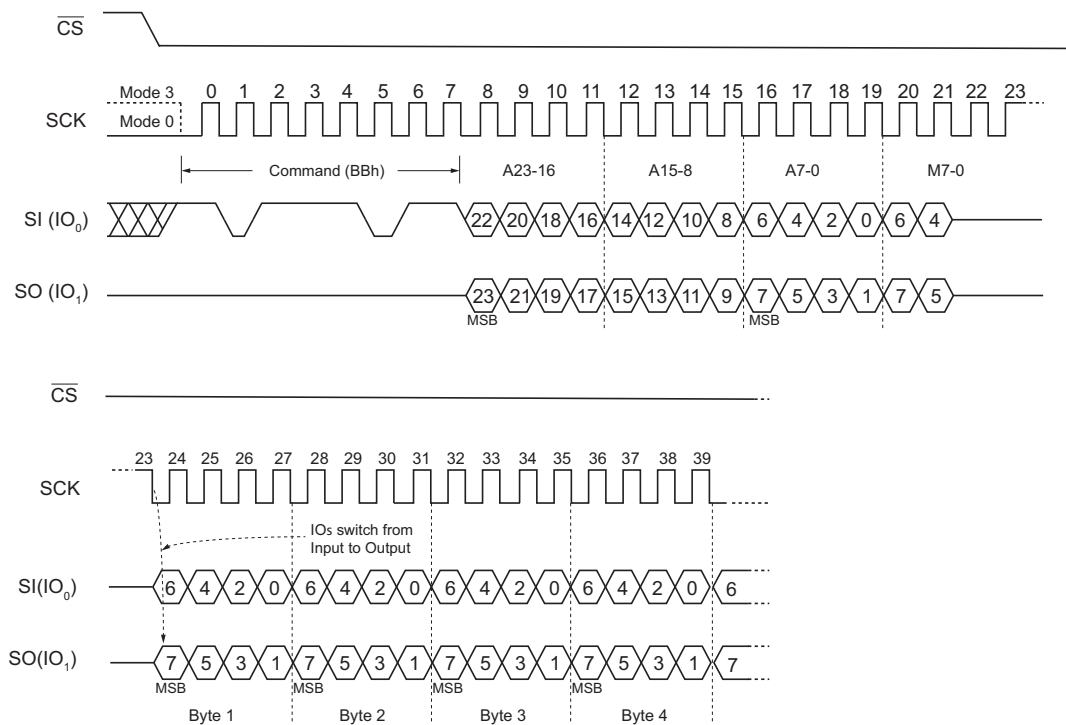 CS
Mode 3
0 1 2 3 4 5 6 7 8 9 10 11 12 13 14 15 16 17 18 19 20 21 22 23
SCK
Mode 0
Command (BBh) A23-16 A15-8 A7-0 M7-0
SI (IO0) 22 20 18 16 14 12 10 8 6 4 2 0 6 4
SO (IO1) 23 21 19 17 15 13 11 9 7 5 3 1 7 5
MSB MSB
CS
23 24 25 26 27 28 29 30 31 32 33 34 35 36 37 38 39
SCK
IOs switch from
Input to Output
SI(IO0) 6 4 2 0 6 4 2 0 6 4 2 0 6 4 2 0 6
SO(IO1) 7 5 3 1 7 5 3 1 7 5 3 1 7 5 3 1 7
MSB MSB MSB MSB
Byte 1 Byte 2 Byte 3 Byte 4